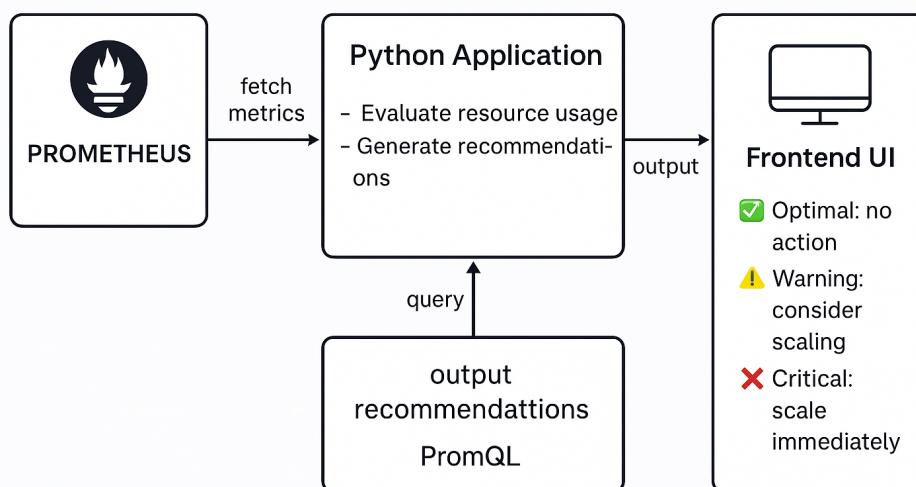 PROMETHEUS
fetch
metrics
Python Application
- Evaluate resource usage
- Generate recommendati-
ons
output
Frontend UI
Optimal: no
action
Warning:
consider
scaling
Critical:
scale
immediately
query
output
recommendattions
PromQL